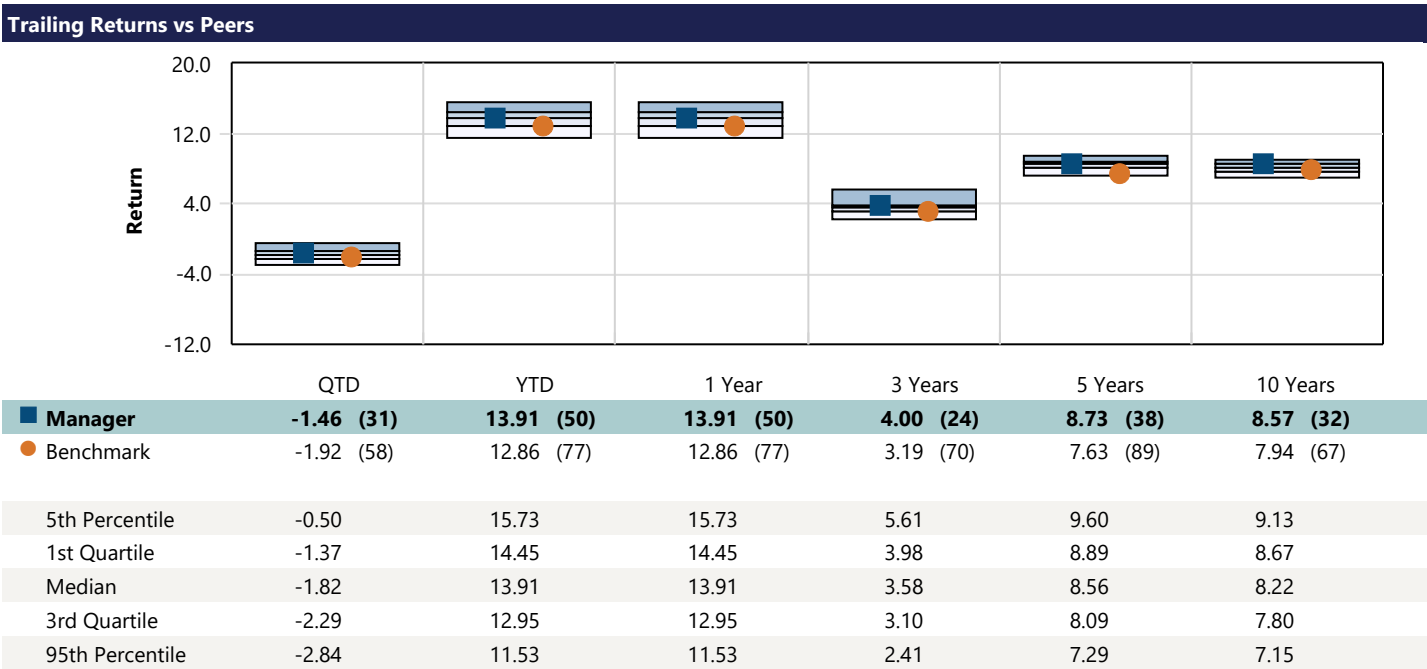 Trailing Returns vs Peers
20.0
12.0
4.0
-4.0
-12.0
Return
QTD YTD 1 Year 3 Years 5 Years 10 Years
Manager -1.46 (31) 13.91 (50) 13.91 (50) 4.00 (24) 8.73 (38) 8.57 (32)
Benchmark -1.92 (58) 12.86 (77) 12.86 (77) 3.19 (70) 7.63 (89) 7.94 (67)
5th Percentile -0.50 15.73 15.73 5.61 9.60 9.13
1st Quartile -1.37 14.45 14.45 3.98 8.89 8.67
Median -1.82 13.91 13.91 3.58 8.56 8.22
3rd Quartile -2.29 12.95 12.95 3.10 8.09 7.80
95th Percentile -2.84 11.53 11.53 2.41 7.29 7.15